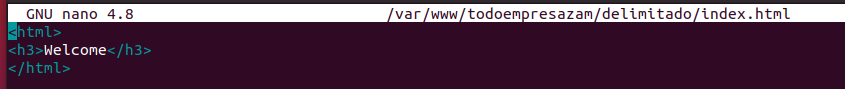 GNU nano 4.8 /var/www/todoempresazam/delimitado/index.html
<html>
<h3>Welcome</h3>
</html>